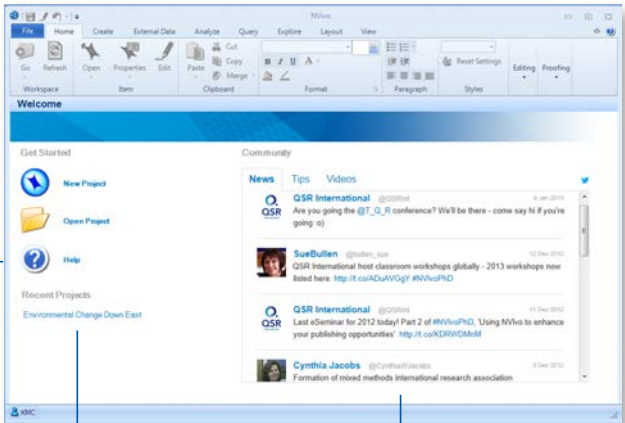 NVivo
File Home Create External Data Analyze Query Explore Layout View
Go Refresh Open Properties Edit Paste Cut
Copy
Merge
B I U A
Reset Settings
Editing Proofing
Workspace Item Clipboard Format Paragraph Styles
Welcome
Get Started
New Project
Open Project
Help
Recent Projects
Environmental Change Down East
Community
News Tips Videos
QSR
QSR International @QSRInt 9 Jan 2013
Are you going the @T_Q_R conference? We'll be there - come say hi if you're
going :o)
SueBullen @bullen_sue 12 Dec 2012
QSR International host classroom workshops globally - 2013 workshops now
listed here: http://t.co/ADuAVGgY #NVivoPhD
QSR
QSR International @QSRInt 11 Dec 2012
Last eSeminar for 2012 today! Part 2 of #NVivoPhD, 'Using NVivo to enhance
your publishing opportunities'. http://t.co/KDRWDMnM
Cynthia Jacobs @CynthiaWJacobs 3 Dec 2012
Formation of mixed methods international research association
KMC